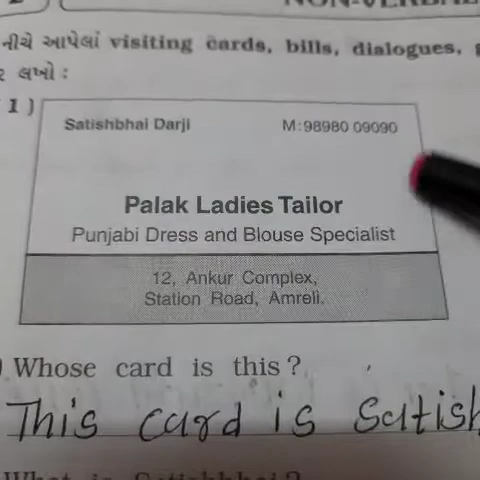 નીચે આપેલાં visiting cards, bills, dialogues,
લખો :
1)
Satishbhai Darji M:98980 09090
Palak Ladies Tailor
Punjabi Dress and Blouse Specialist
12, Ankur Complex,
Station Road, Amreli.
) Whose card is this ?
This card is Satish